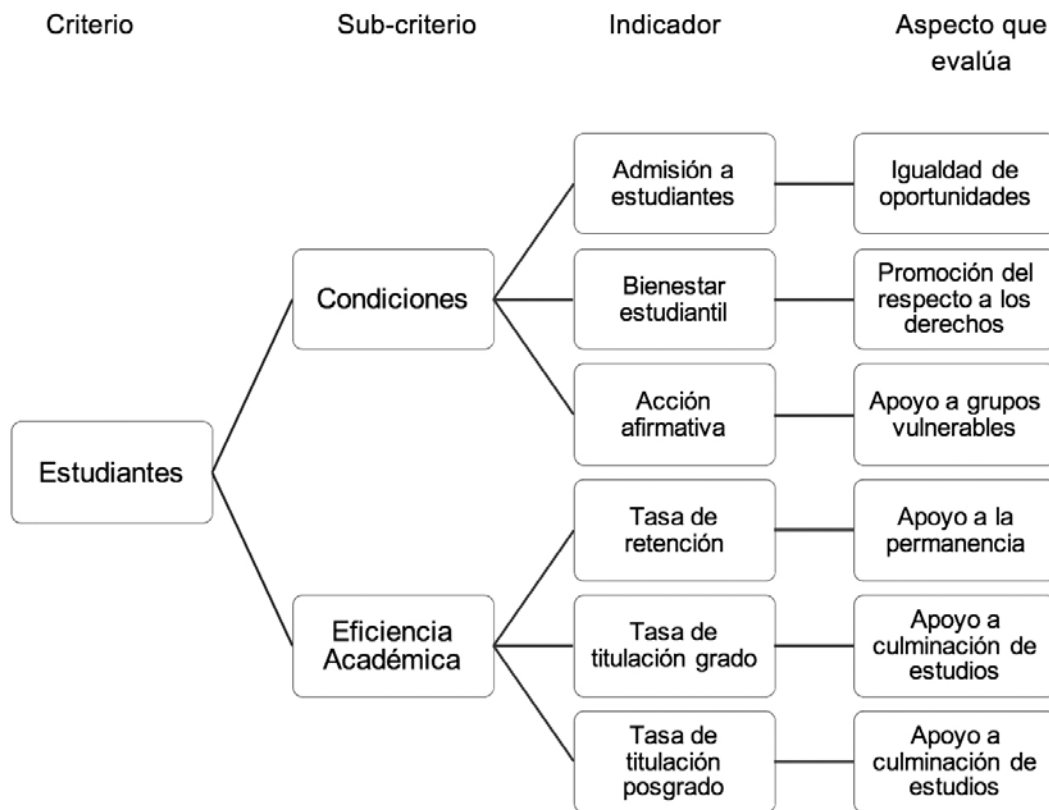 Criterio
Sub-criterio
Indicador
Aspecto que
evalúa
Estudiantes
Condiciones
Admisión a
estudiantes
Igualdad de
oportunidades
Bienestar
estudiantil
Promoción del
respecto a los
derechos
Acción
afirmativa
Apoyo a grupos
vulnerables
Eficiencia
Académica
Tasa de
retención
Apoyo a la
permanencia
Tasa de
titulación grado
Apoyo a
culminación de
estudios
Tasa de
titulación
posgrado
Apoyo a
culminación de
estudios